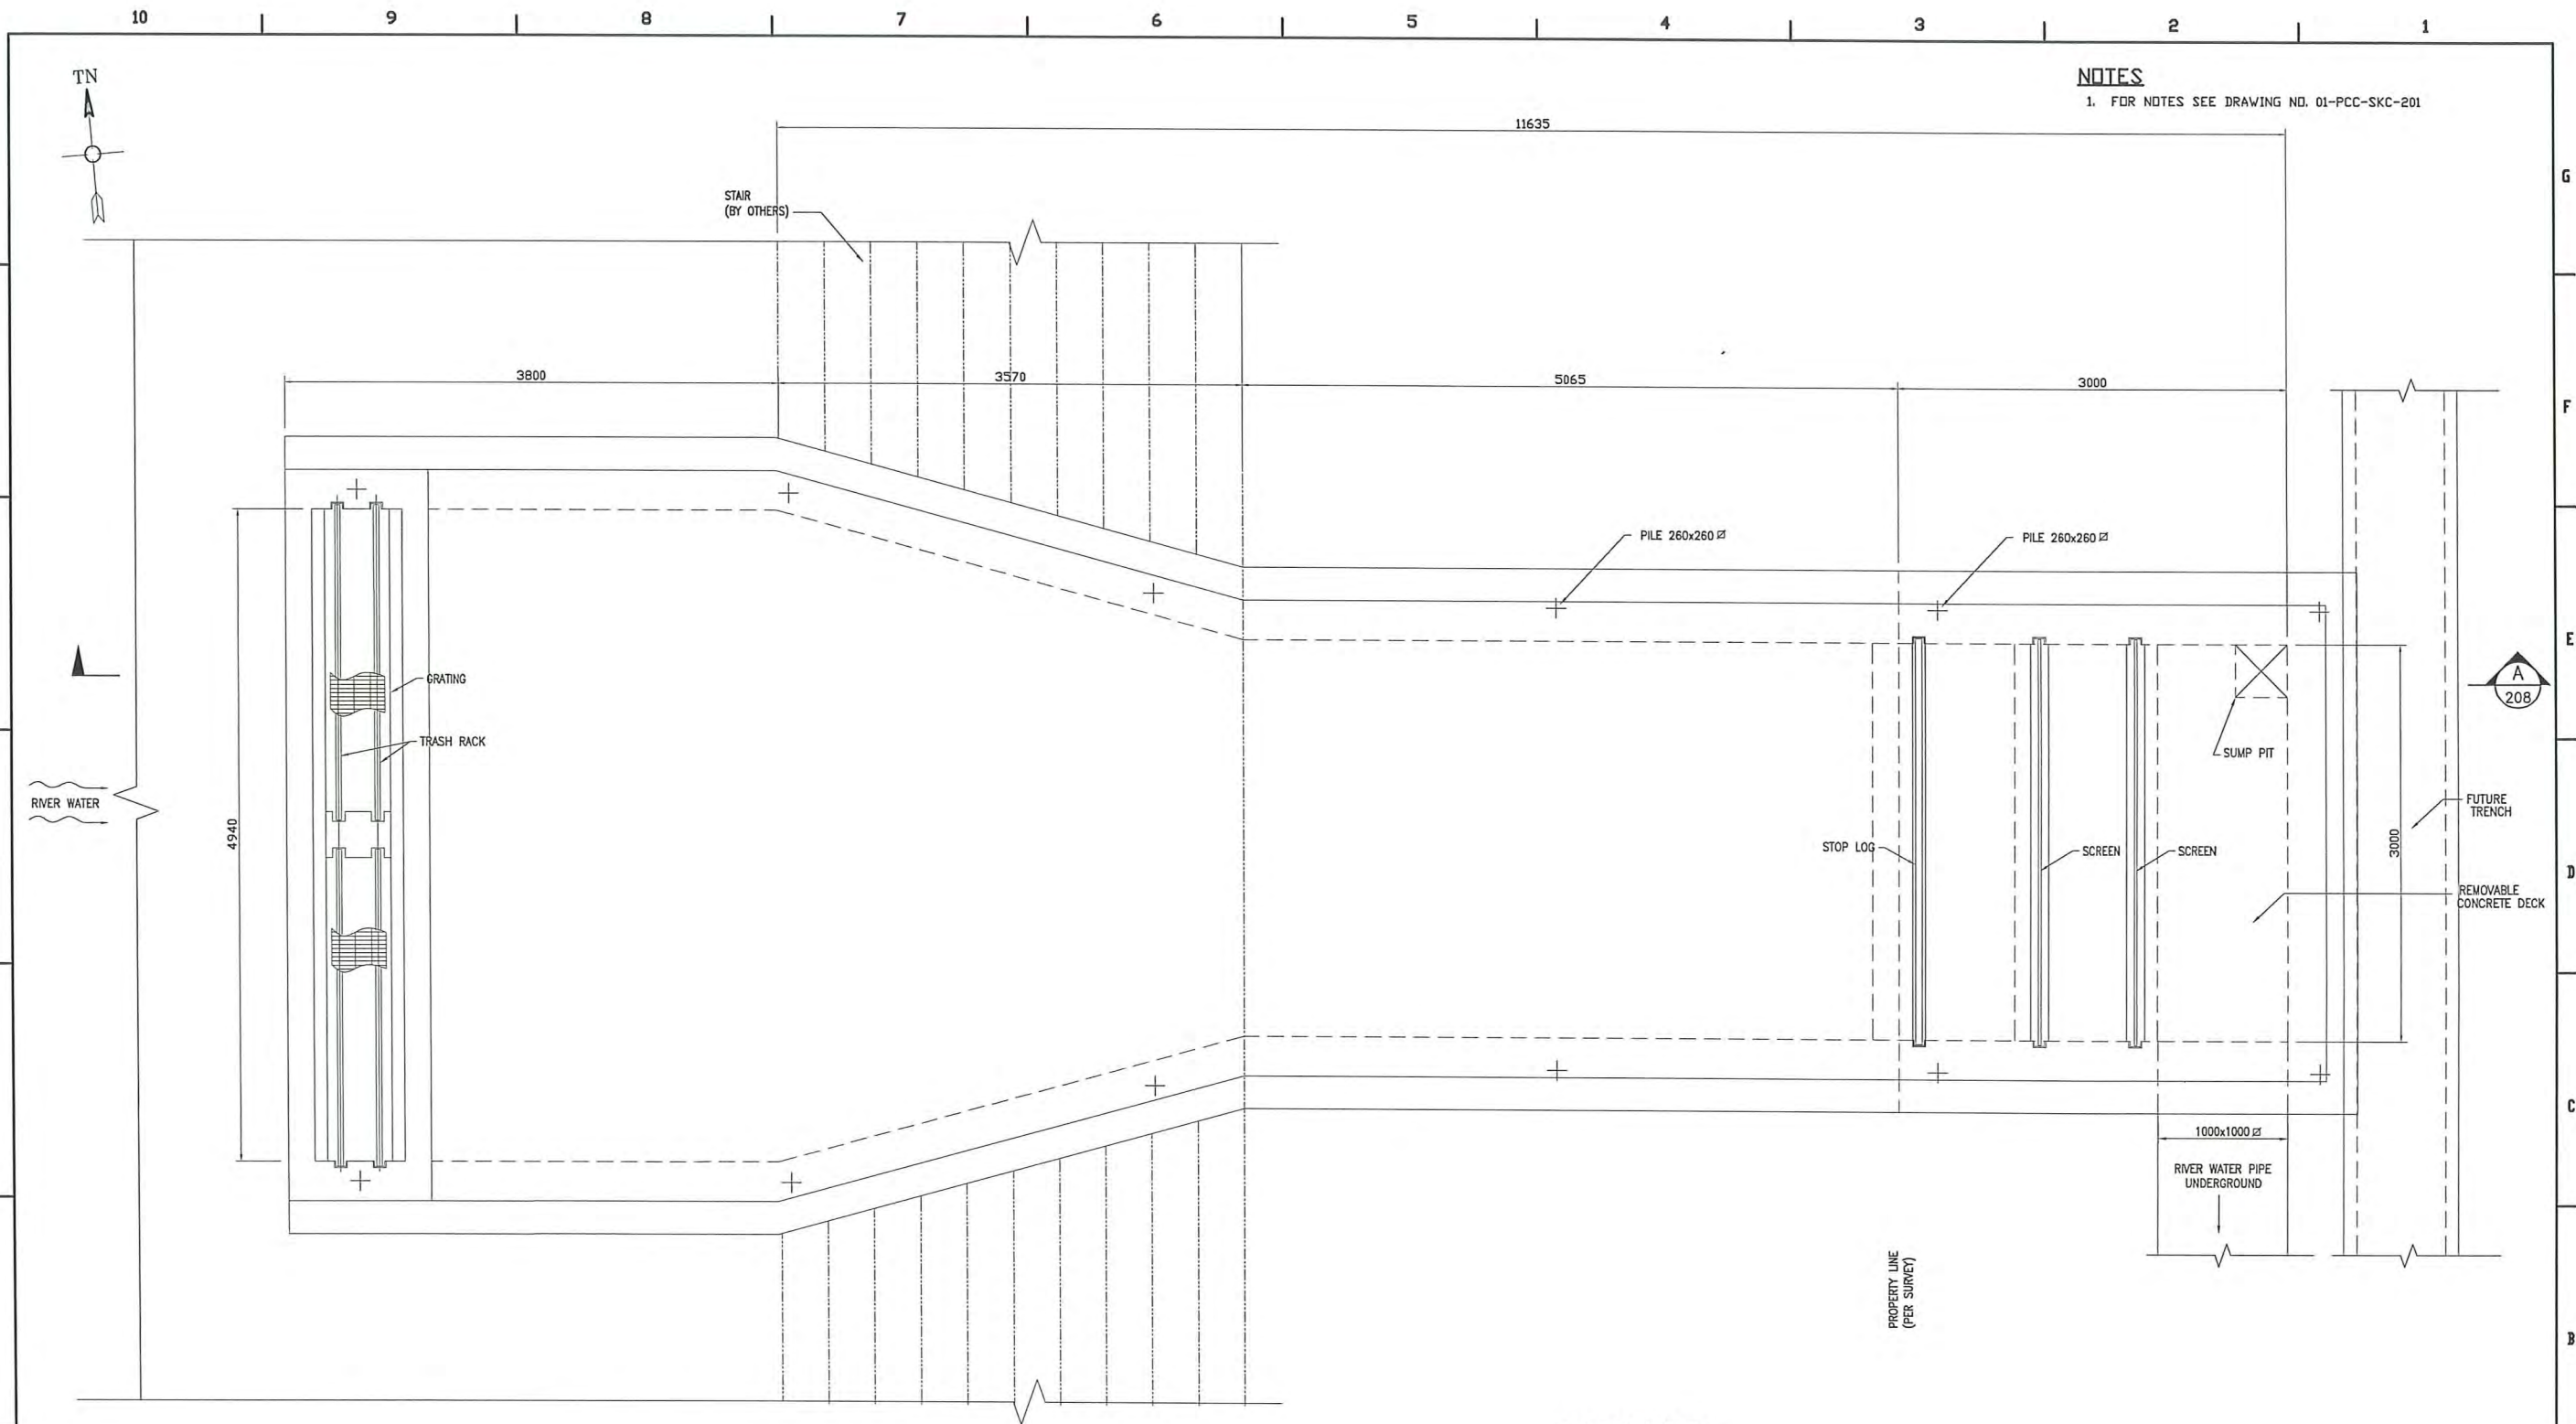 10 9 8 7 6 5 4 3 2 1
TN
NOTES
1. FOR NOTES SEE DRAWING NO. 01-PCC-SKC-201
11635
G
STAIR
(BY OTHERS)
3800
3570
5065
3000
F
PILE 260x260
PILE 260x260
E
A
208
GRATING
TRASH RACK
SUMP PIT
RIVER WATER
FUTURE
TRENCH
4940
STOP LOG
SCREEN
SCREEN
3000
D
REMOVABLE
CONCRETE DECK
C
1000x1000
RIVER WATER PIPE
UNDERGROUND
PROPERTY LINE
(PER SURVEY)
B